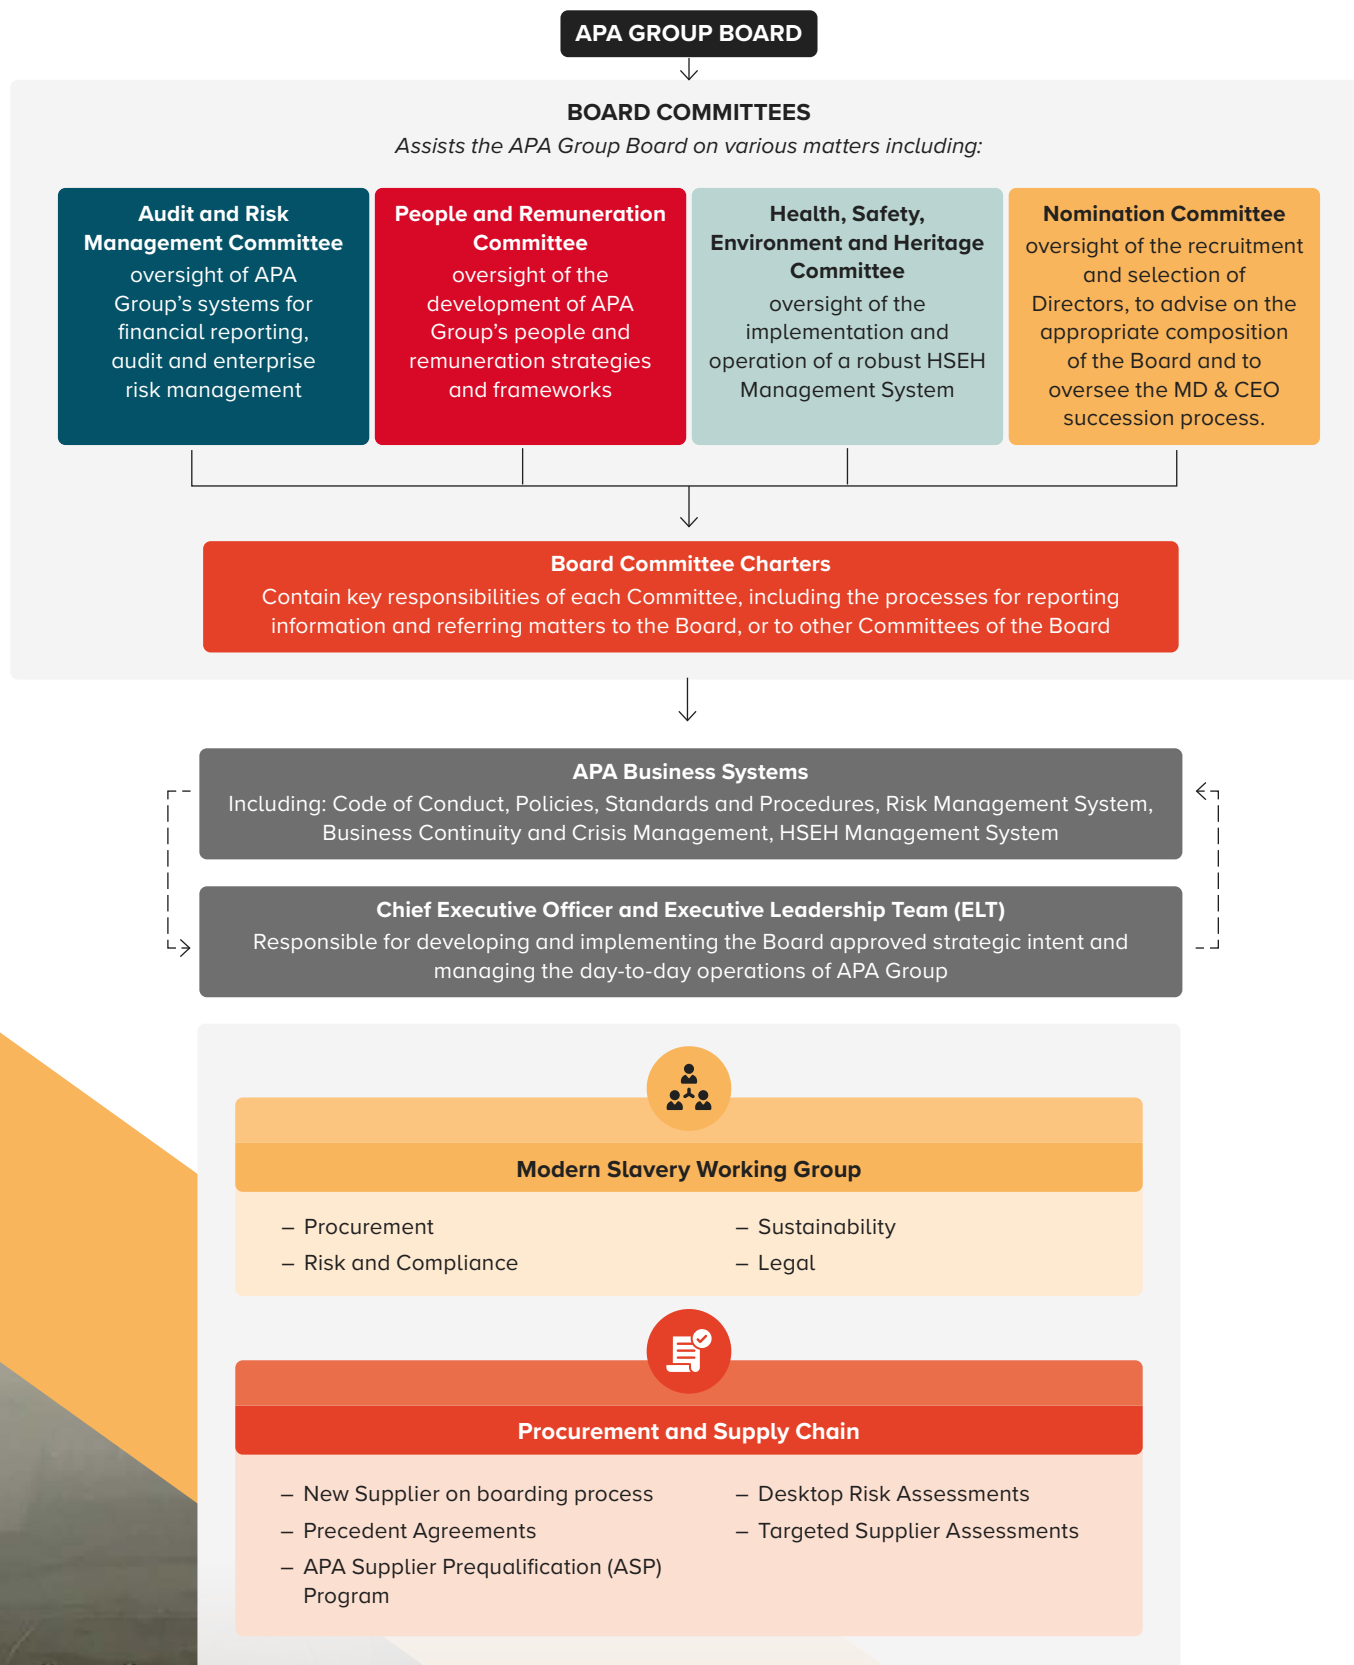 APA GROUP BOARD
BOARD COMMITTEES
Assists the APA Group Board on various matters including:
Audit and Risk
Management Committee
oversight of APA
Group’s systems for
financial reporting,
audit and enterprise
risk management
People and Remuneration
Committee
oversight of the
development of APA
Group’s people and
remuneration strategies
and frameworks
Health, Safety,
Environment and Heritage
Committee
oversight of the
implementation and
operation of a robust HSEH
Management System
Nomination Committee
oversight of the recruitment
and selection of
Directors, to advise on the
appropriate composition
of the Board and to
oversee the MD & CEO
succession process.
Board Committee Charters
Contain key responsibilities of each Committee, including the processes for reporting
information and referring matters to the Board, or to other Committees of the Board
APA Business Systems
Including: Code of Conduct, Policies, Standards and Procedures, Risk Management System,
Business Continuity and Crisis Management, HSEH Management System
Chief Executive Officer and Executive Leadership Team (ELT)
Responsible for developing and implementing the Board approved strategic intent and
managing the day-to-day operations of APA Group
Modern Slavery Working Group
– Procurement
– Risk and Compliance
– Sustainability
– Legal
Procurement and Supply Chain
– New Supplier on boarding process
– Precedent Agreements
– APA Supplier Prequalification (ASP)
Program
– Desktop Risk Assessments
– Targeted Supplier Assessments